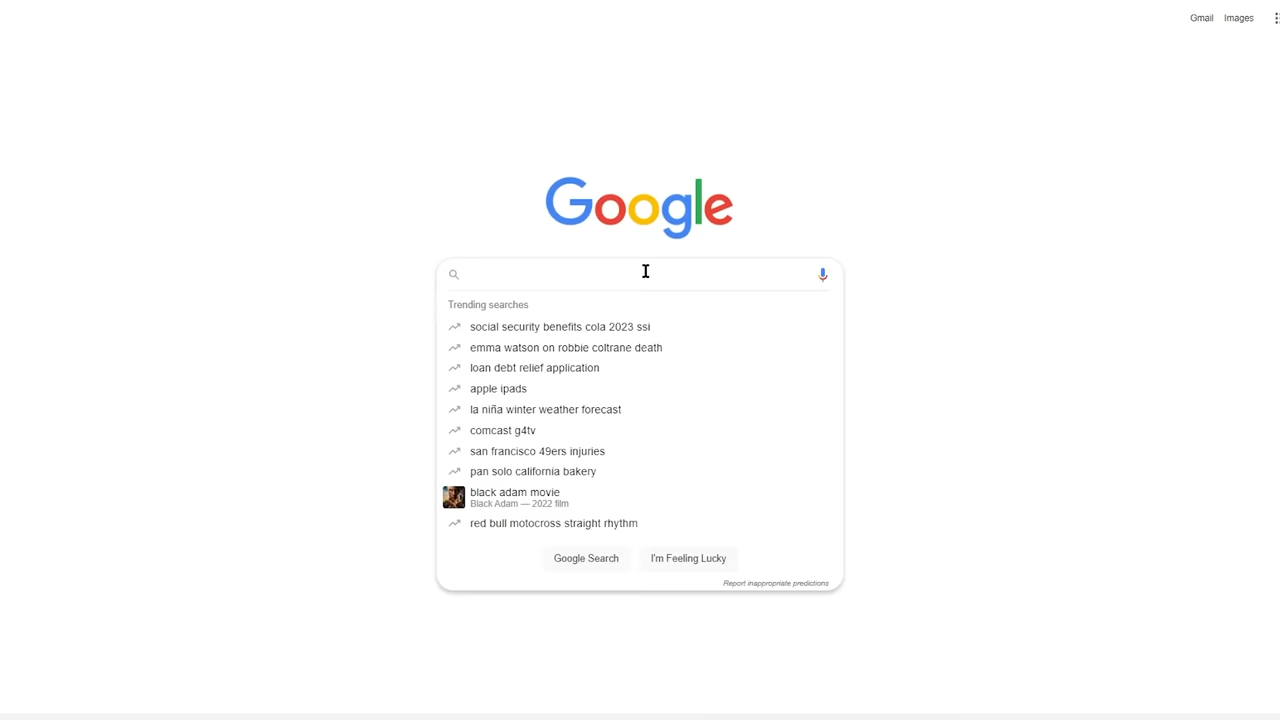 Gmail Images
Google
Trending searches
social security benefits cola 2023 ssi
emma watson on robbie coltrane death
loan debt relief application
apple ipads
la niña winter weather forecast
comcast g4tv
san francisco 49ers injuries
pan solo california bakery
black adam movie
Black Adam — 2022 film
red bull motocross straight rhythm
Google Search I'm Feeling Lucky
Report inappropriate predictions